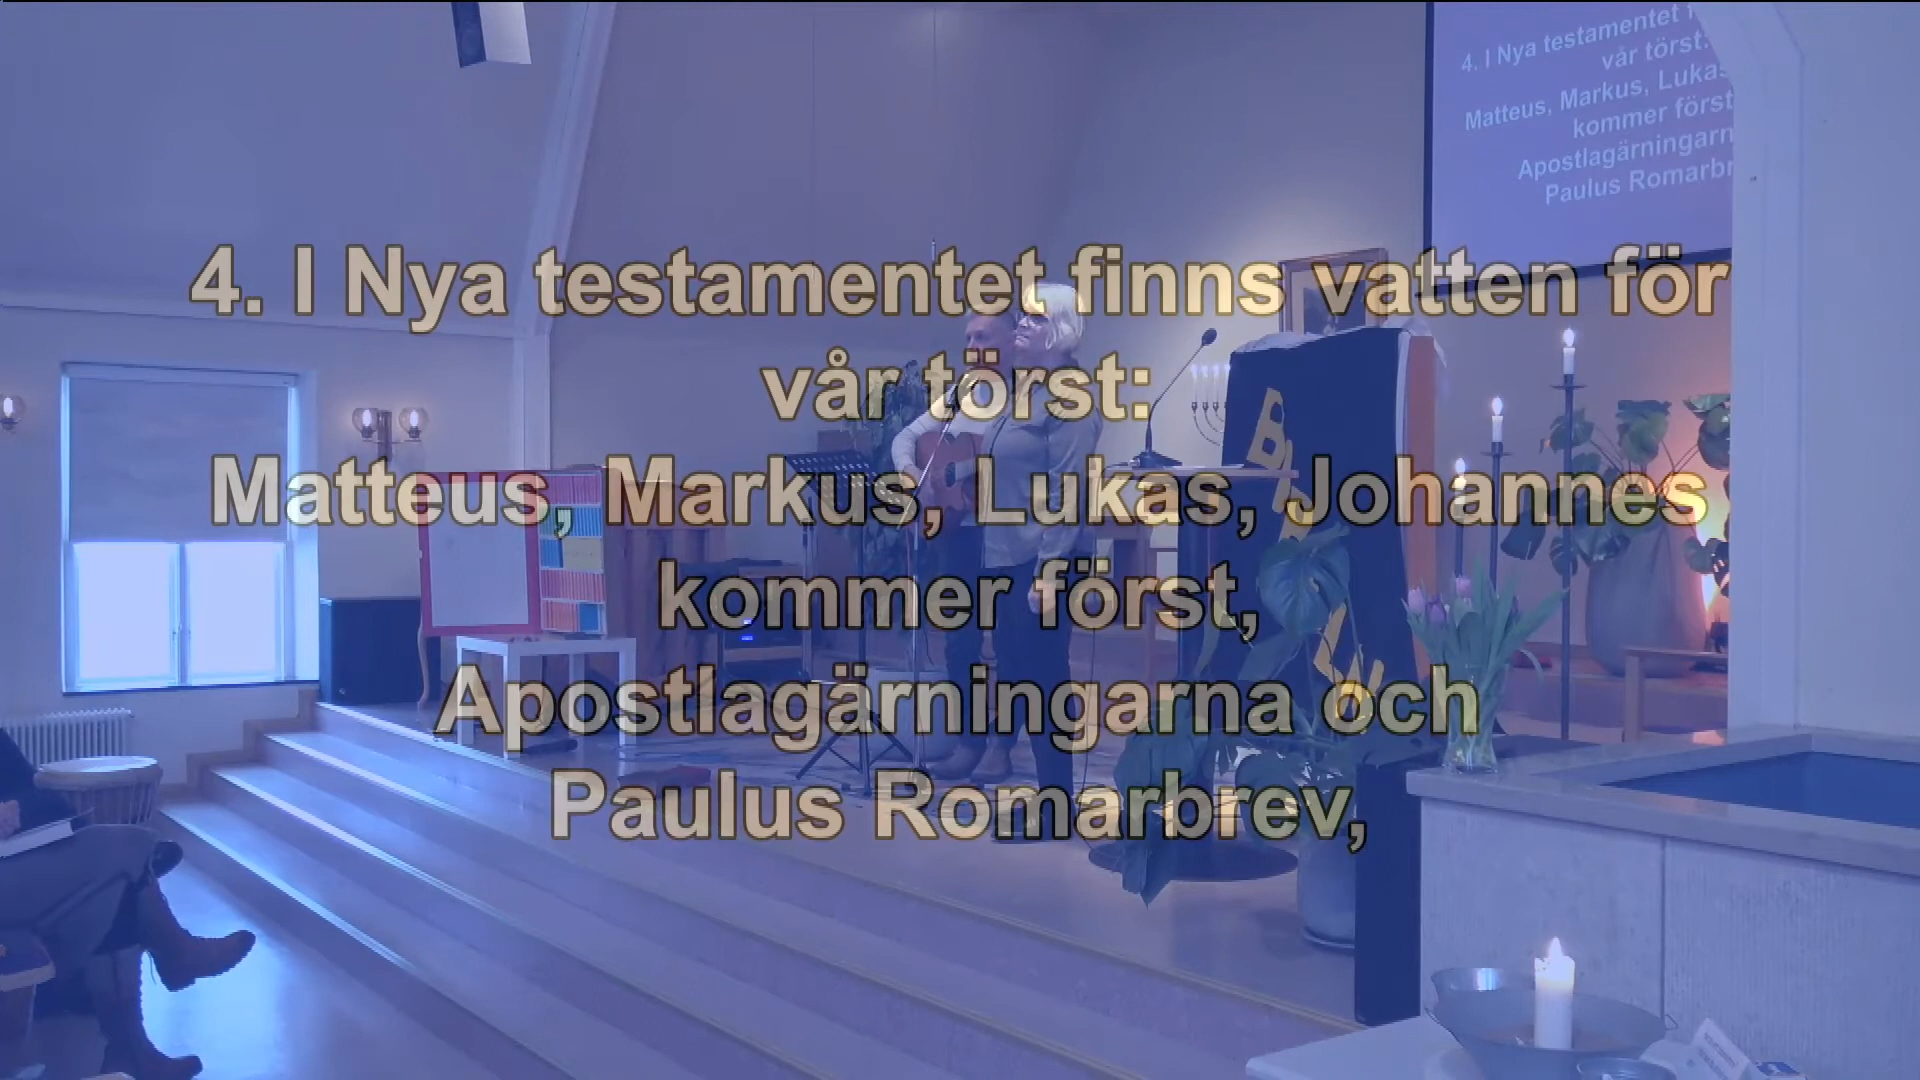 4. I Nya testamentet finns vatten för
vår törst:
Matteus, Markus, Lukas, Johannes
kommer först,
Apostlagärningarna och
Paulus Romarbrev,
4. I Nya testamentet
vår törst:
Matteus, Markus, Lukas
kommer först
Apostlagärningarn
Paulus Romarbr